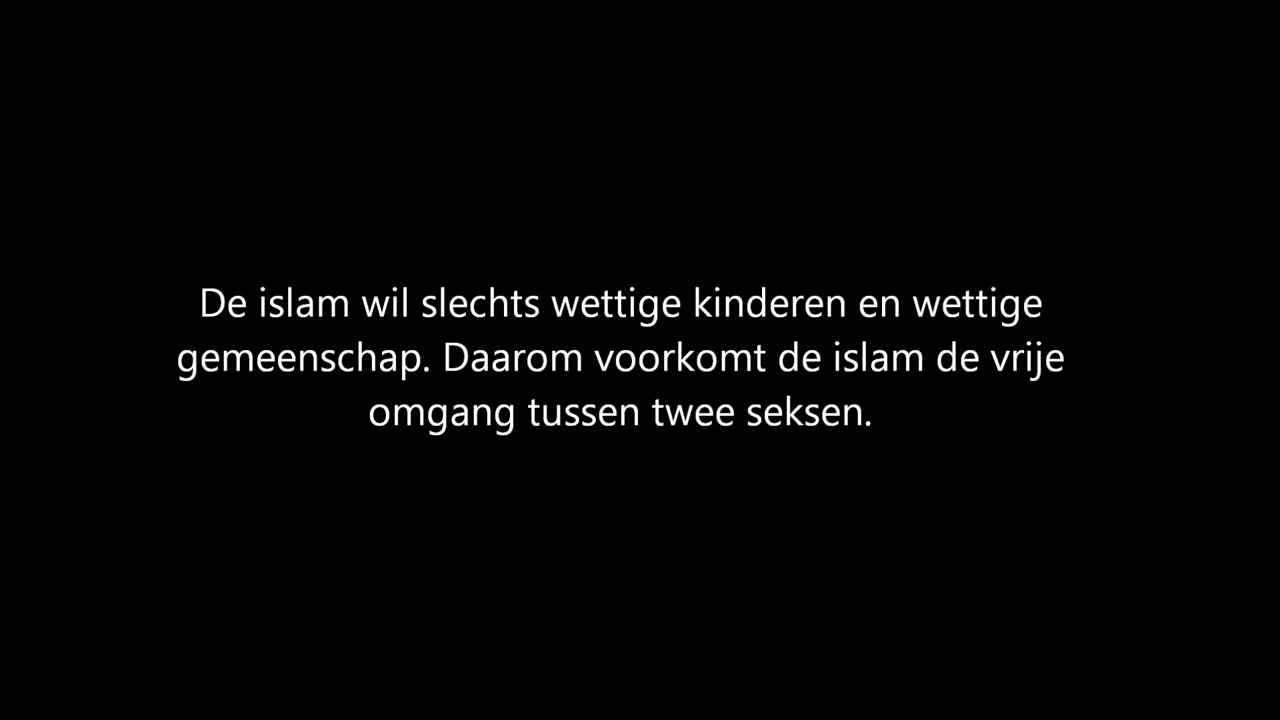 De islam wil slechts wettige kinderen en wettige
gemeenschap. Daarom voorkomt de islam de vrije
omgang tussen twee seksen.